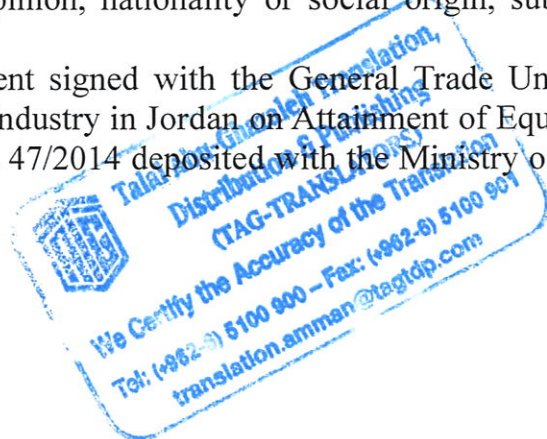 pinion, nationality or social origin, su
ent signed with the General Trade Un
ndustry in Jordan on Attainment of Equ
47/2014 deposited with the Ministry o
Talal Abu-Ghazaleh Translation,
Distribution & Publishing
(TAG-TRANSLATIONS)
We Certify the Accuracy of the Translation
Tel: (+962-6) 5100 900 – Fax: (+962-6) 5100 901
translation.amman@tagtdp.com